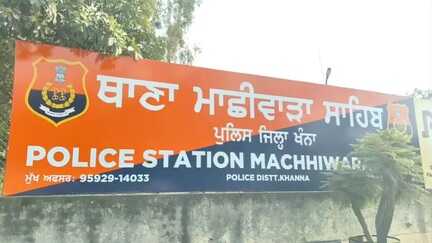 ਥਾਣਾ ਮਾਛੀਵਾੜਾ ਸਾਹਿਬ
ਪੁਲਿਸ ਜਿਲ੍ਹਾ ਖੰਨਾ
POLICE STATION MACHHIWAR
ਮੁੱਖ ਅਫਸਰ: 95929-14033
POLICE DISTT.KHANNA